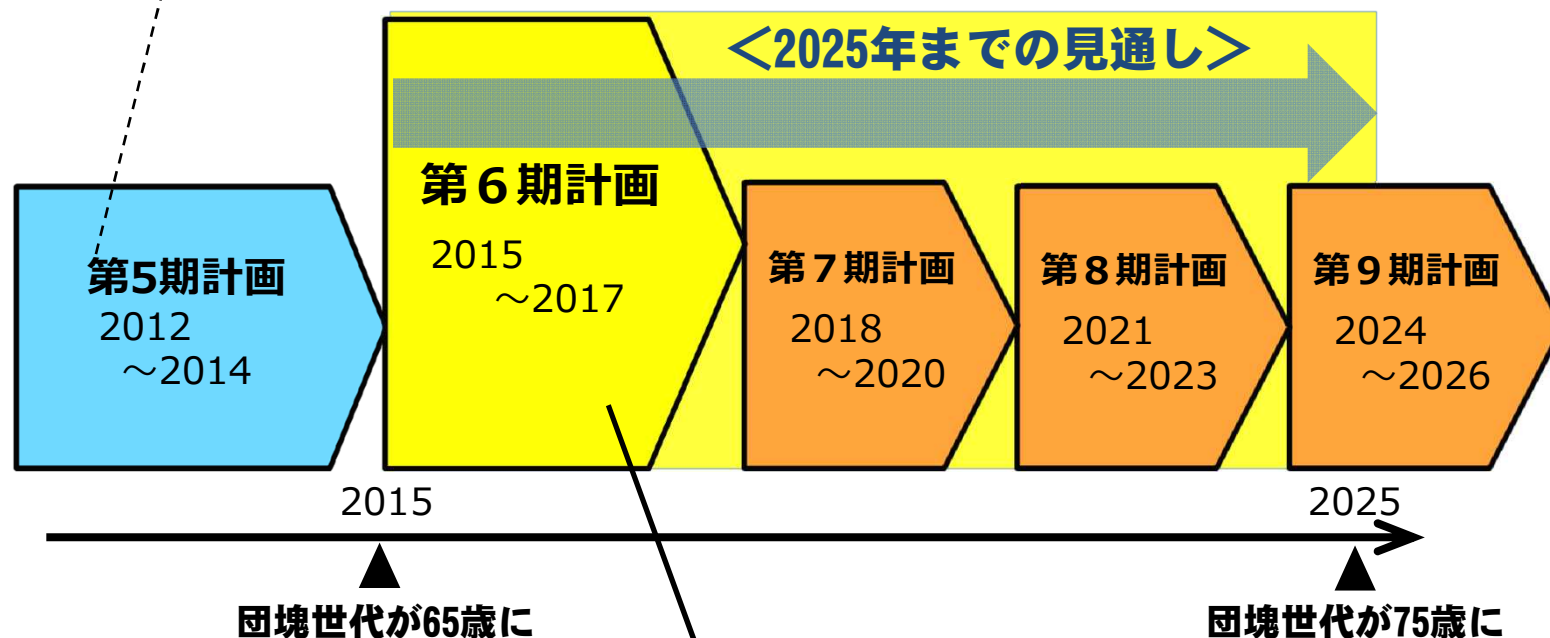 ＜2025年までの見通し＞
第5期計画
2012
～2014
第６期計画
2015
～2017
第７期計画
2018
～2020
第８期計画
2021
～2023
第９期計画
2024
～2026
2015
2025
団塊世代が65歳に
団塊世代が75歳に